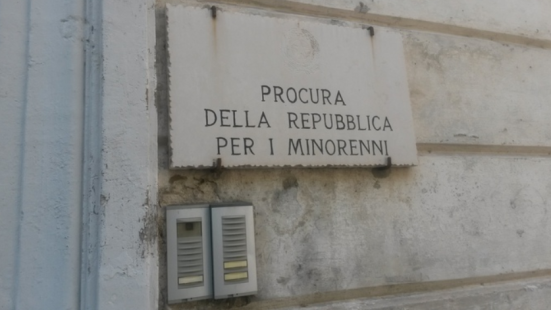 PROCURA
DELLA REPUBBLICA
PER I MINORENNI